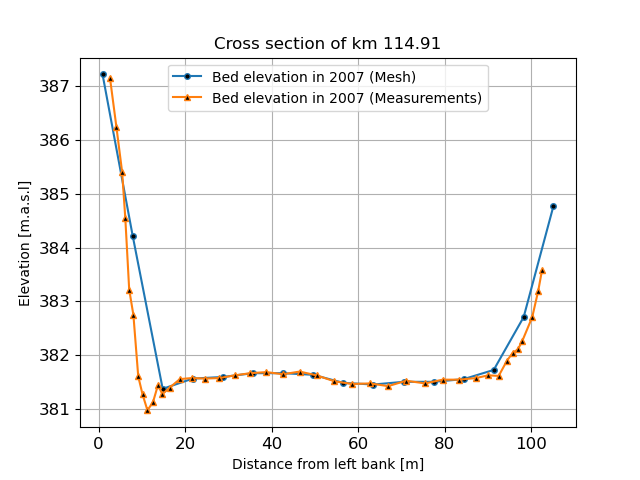 Cross section of km 114.91
Bed elevation in 2007 (Mesh)
Bed elevation in 2007 (Measurements)
Elevation [m.a.s.l]
387
386
385
384
383
382
381
0 20 40 60 80 100
Distance from left bank [m]